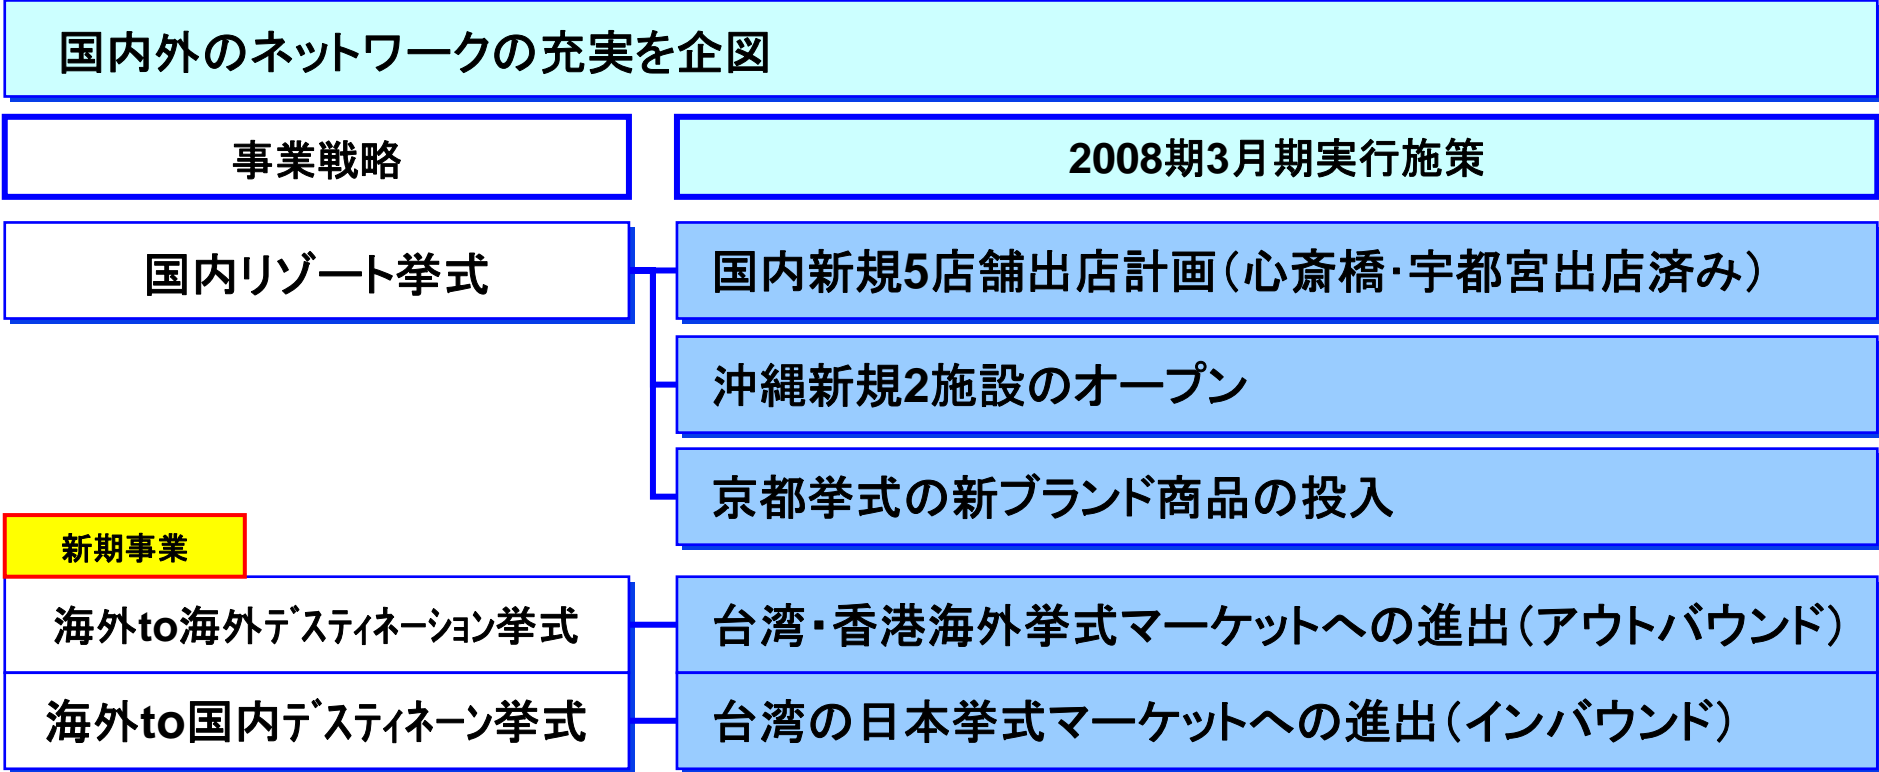 国内外のネットワークの充実を企図
事業戦略
2008期3月期実行施策
国内リゾート挙式
国内新規5店舗出店計画(心斎橋・宇都宮出店済み)
沖縄新規2施設のオープン
京都挙式の新ブランド商品の投入
新期事業
海外to海外ﾃﾞｽﾃｨﾈｰｼｮﾝ挙式
台湾・香港海外挙式マーケットへの進出(アウトバウンド)
海外to国内ﾃﾞｽﾃｨﾈｰﾝ挙式
台湾の日本挙式マーケットへの進出(インバウンド)